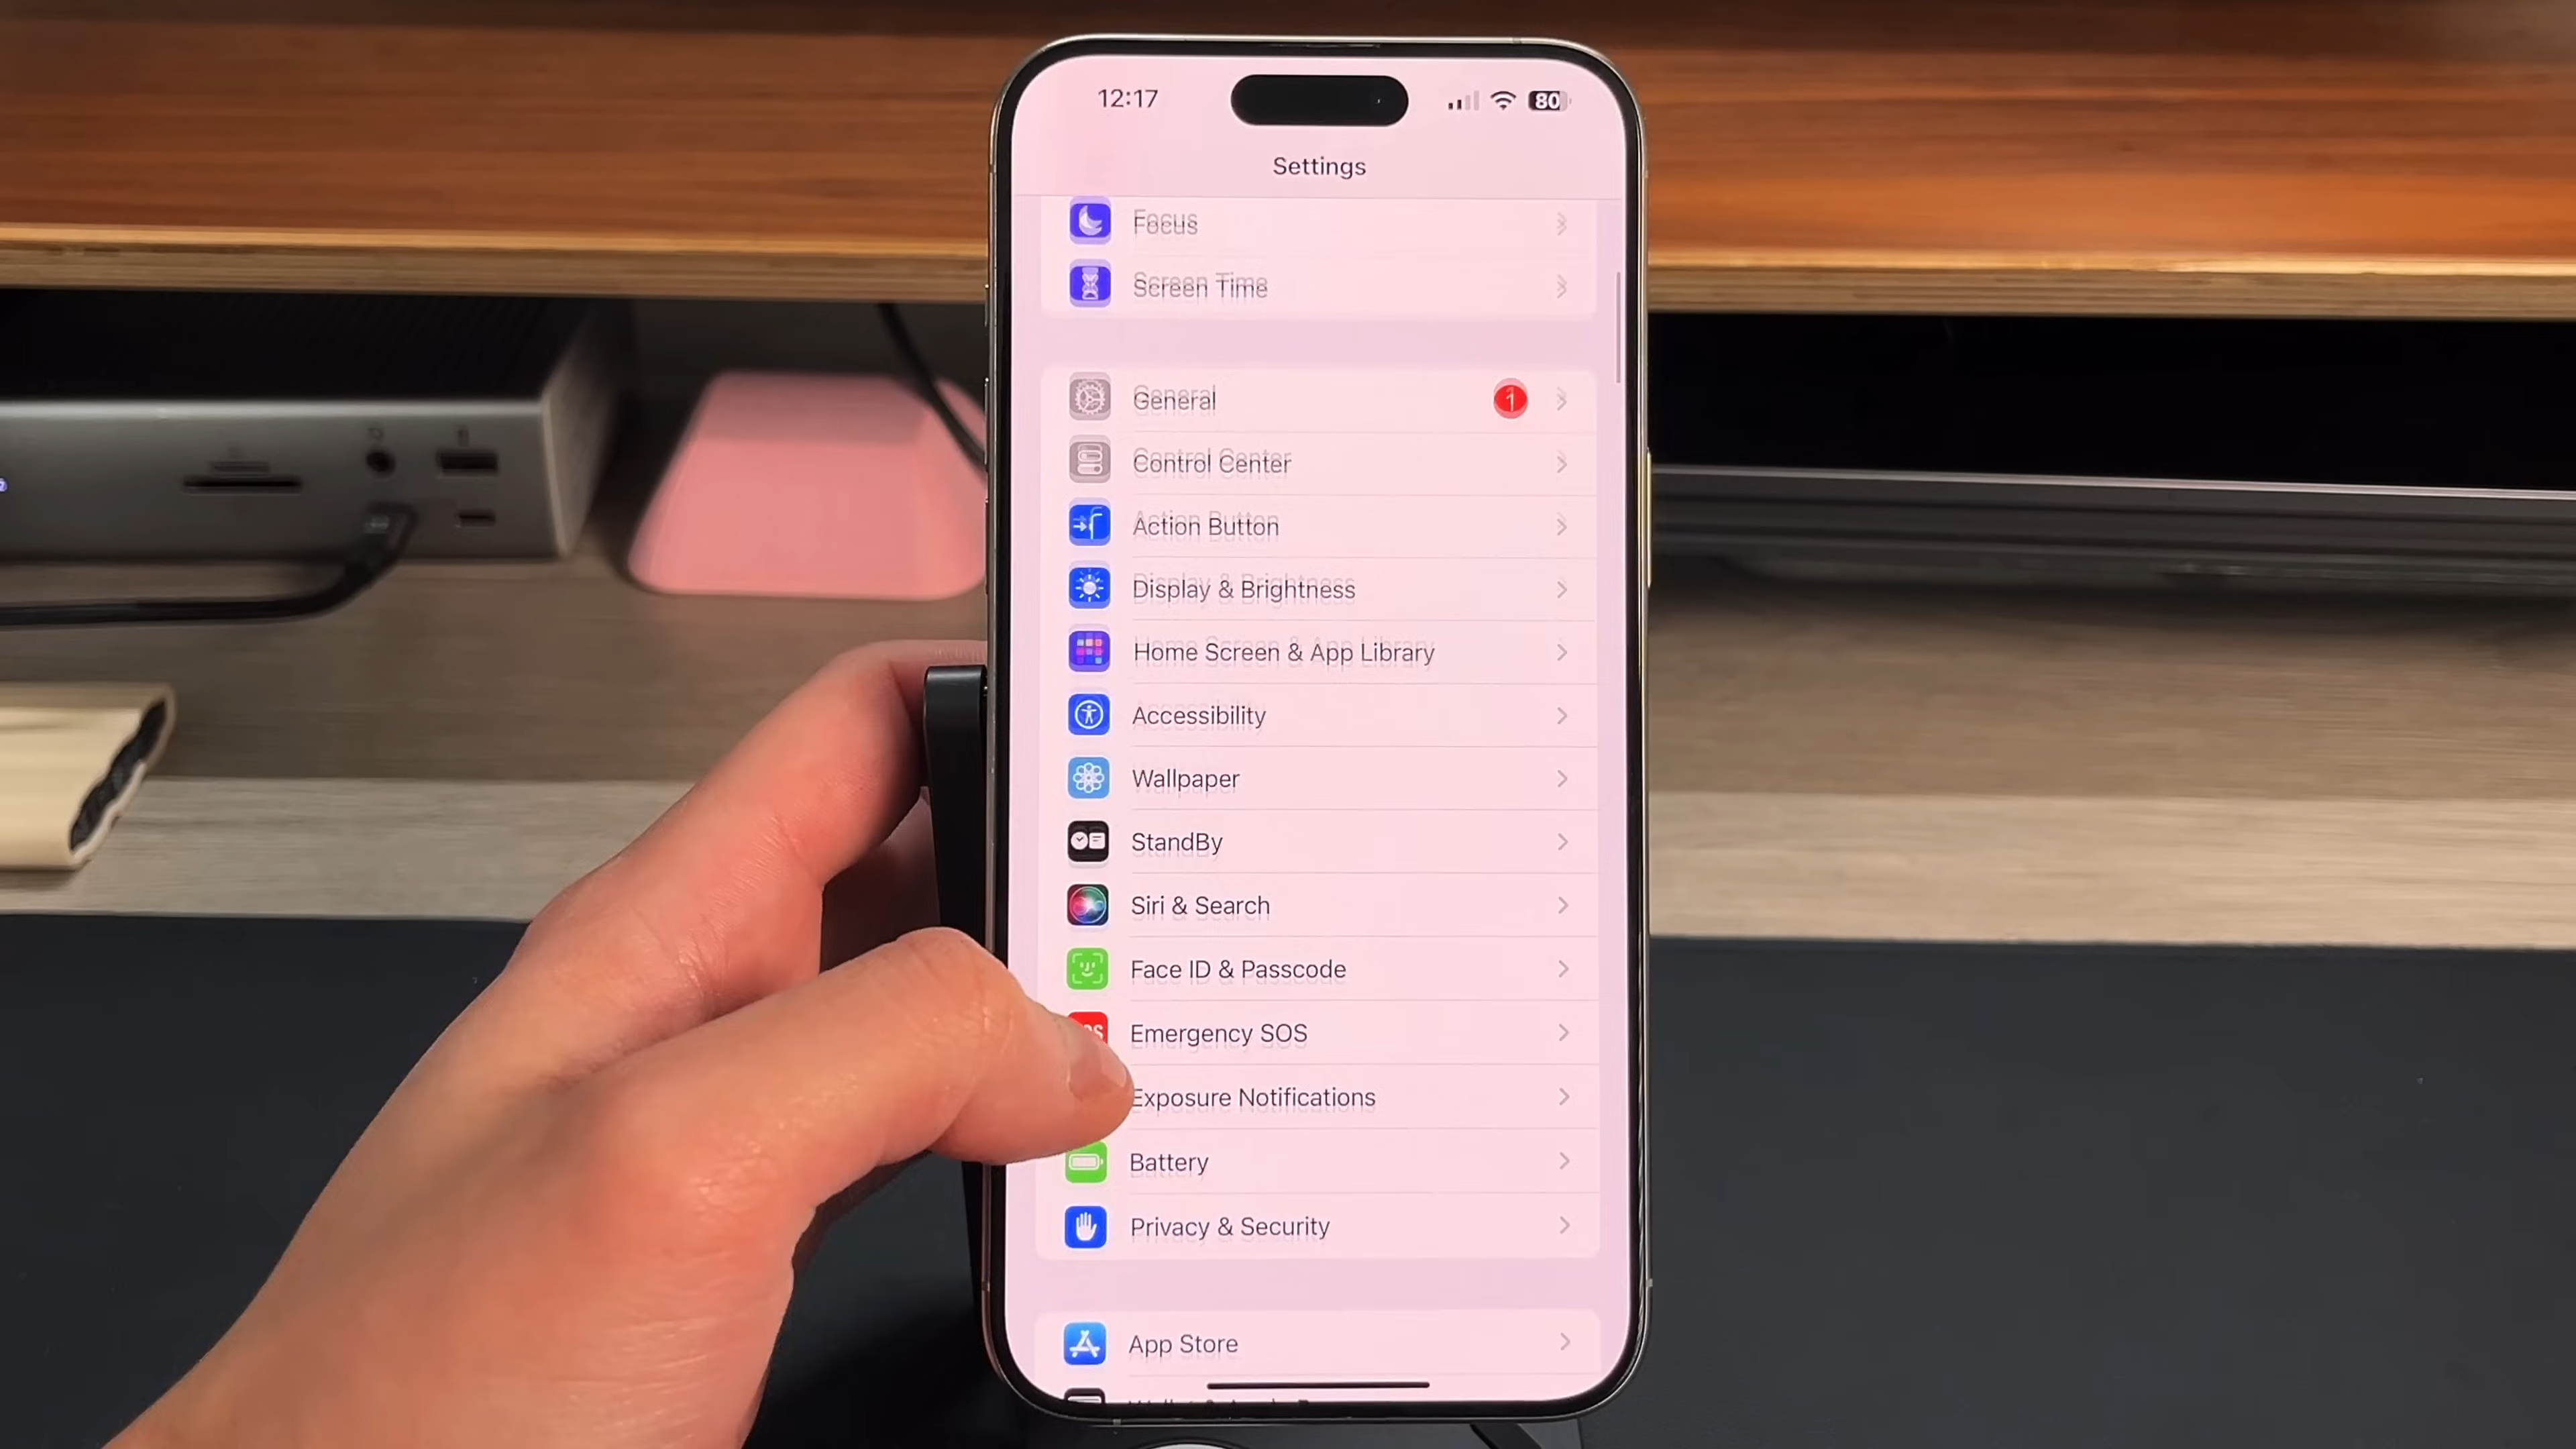 12:17
80
Settings
Focus
Screen Time
General
1
Control Center
Action Button
Display & Brightness
Home Screen & App Library
Accessibility
Wallpaper
StandBy
Siri & Search
Face ID & Passcode
Emergency SOS
Exposure Notifications
Battery
Privacy & Security
App Store